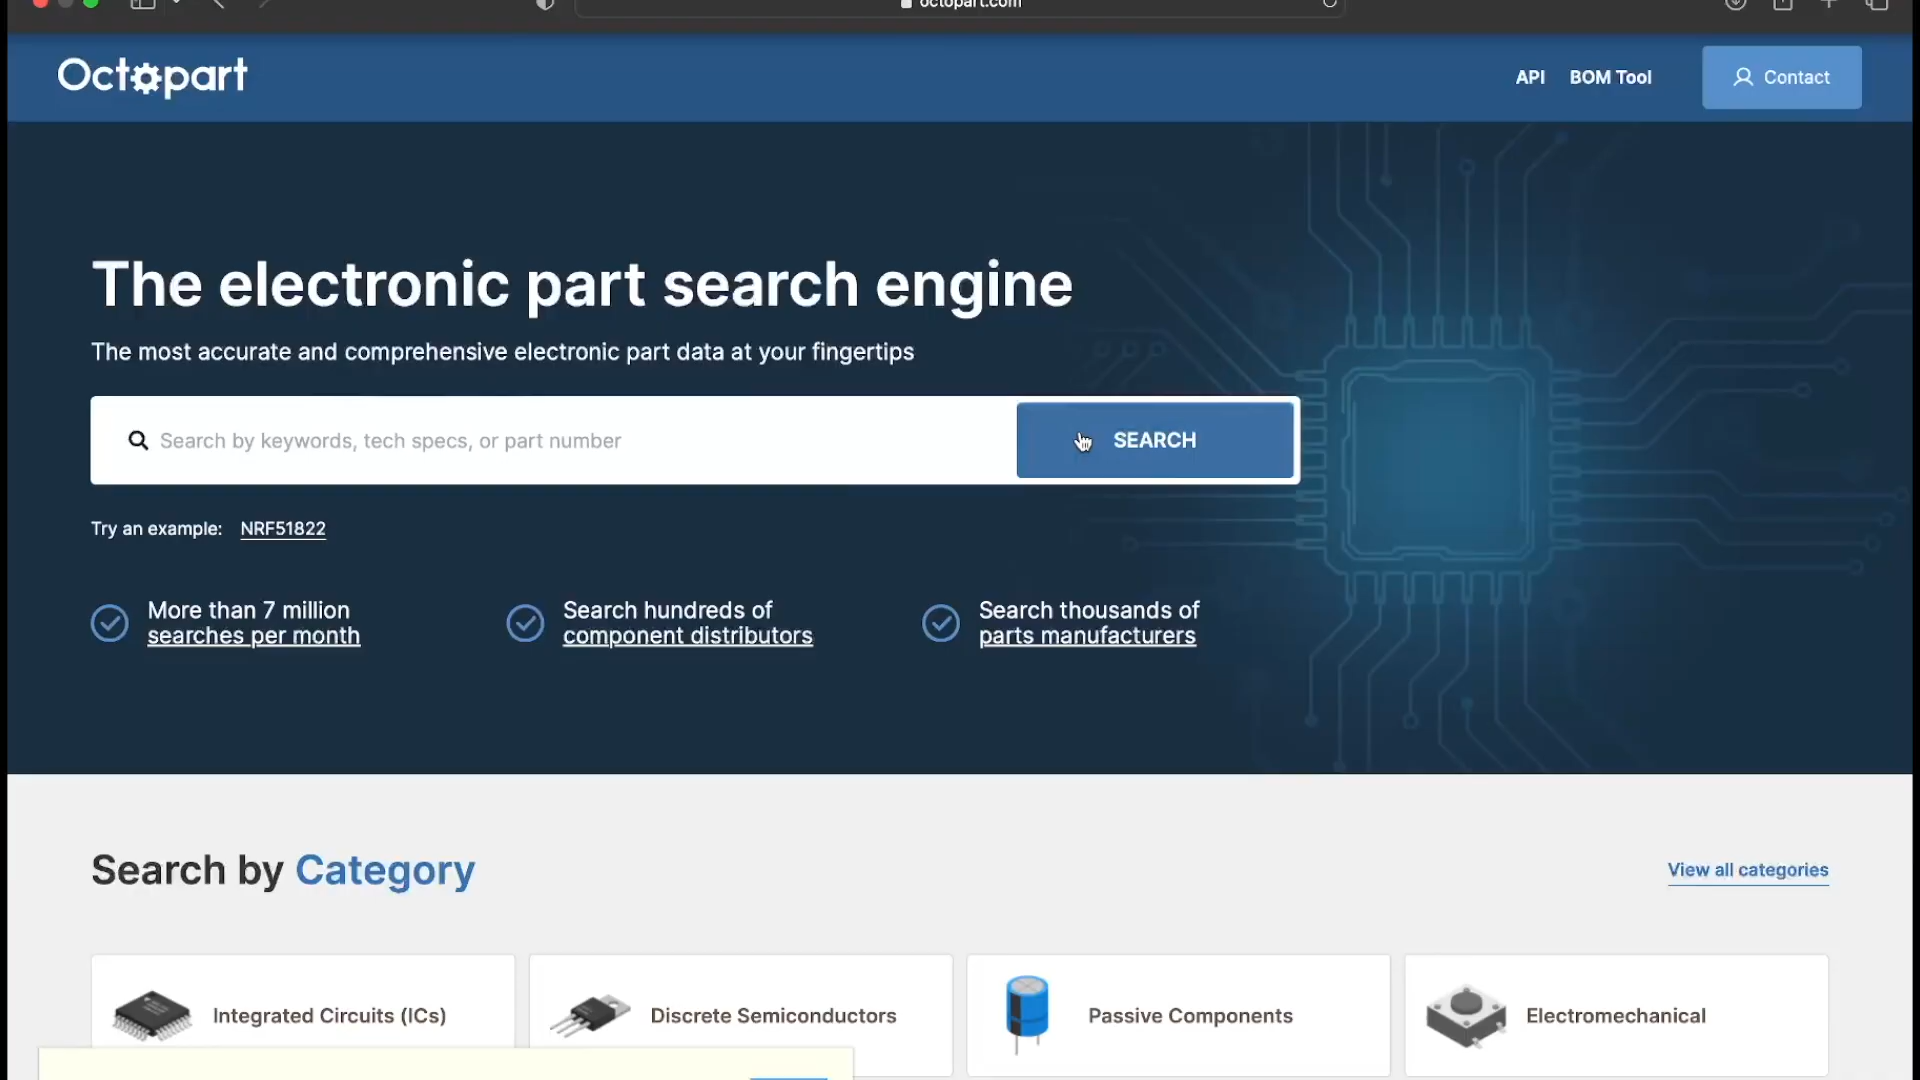 octopart.com
Octopart
API BOM Tool Contact
The electronic part search engine
The most accurate and comprehensive electronic part data at your fingertips
Search by keywords, tech specs, or part number SEARCH
Try an example: NRF51822
More than 7 million
searches per month
Search hundreds of
component distributors
Search thousands of
parts manufacturers
Search by Category View all categories
Integrated Circuits (ICs) Discrete Semiconductors Passive Components Electromechanical